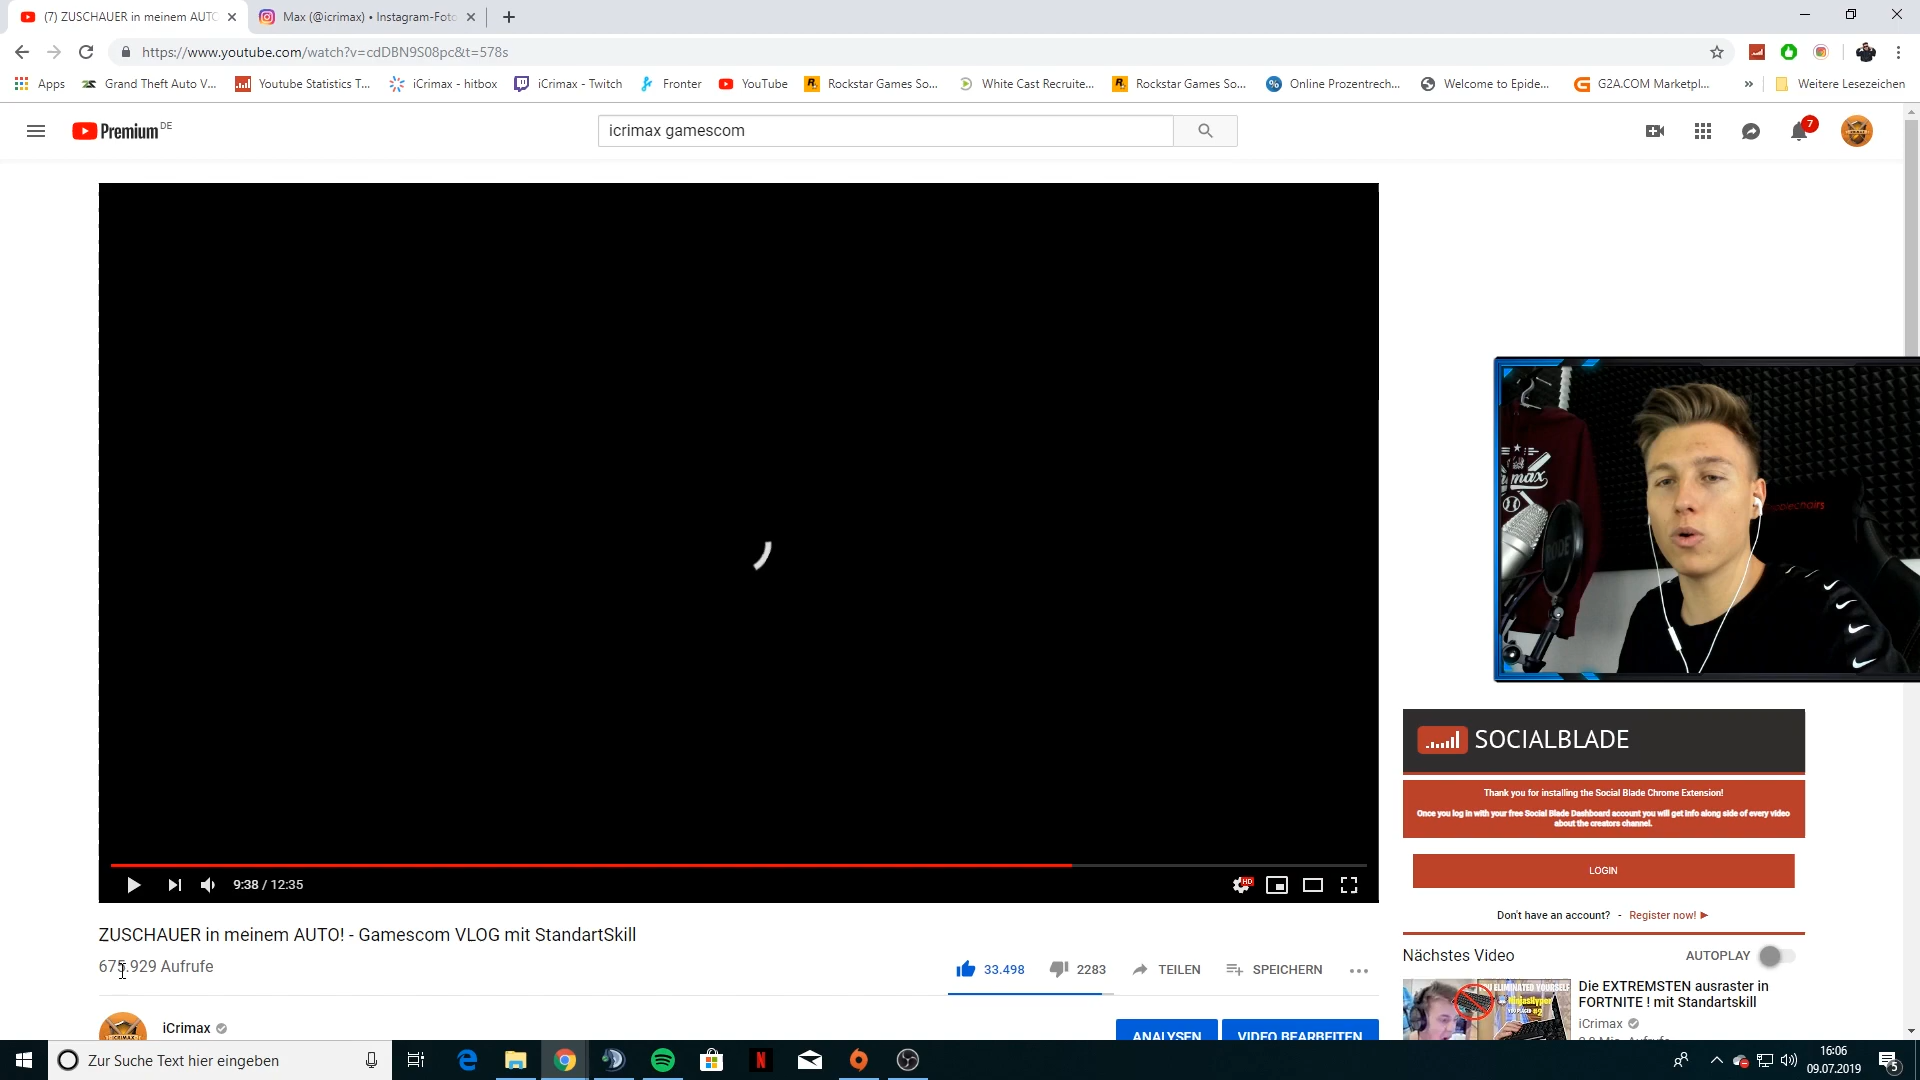 (7) ZUSCHAUER in meinem AUTO
Max (@icrimax) • Instagram-Foto
https://www.youtube.com/watch?v=cdDBN9S08pc&t=578s
Apps
Grand Theft Auto V...
Youtube Statistics T...
iCrimax - hitbox
iCrimax - Twitch
Fronter
YouTube
Rockstar Games So...
White Cast Recruite...
Rockstar Games So...
Online Prozentrech...
Welcome to Epide...
G2A.COM Marketpl...
»
Weitere Lesezeichen
Premium DE
icrimax gamescom
7
RODE
SOCIALBLADE
Thank you for installing the Social Blade Chrome Extension!
Once you log in with your free Social Blade Dashboard account you will get info along side of every video
about the creators channel.
LOGIN
Don't have an account? - Register now!
9:38 / 12:35
HD
ZUSCHAUER in meinem AUTO! - Gamescom VLOG mit StandartSkill
675.929 Aufrufe
33.498
2283
TEILEN
SPEICHERN
Nächstes Video
AUTOPLAY
Die EXTREMSTEN ausraster in
FORTNITE ! mit Standartskill
iCrimax
iCrimax
ANALYSEN
VIDEO BEARBEITEN
Zur Suche Text hier eingeben
16:06
09.07.2019
5